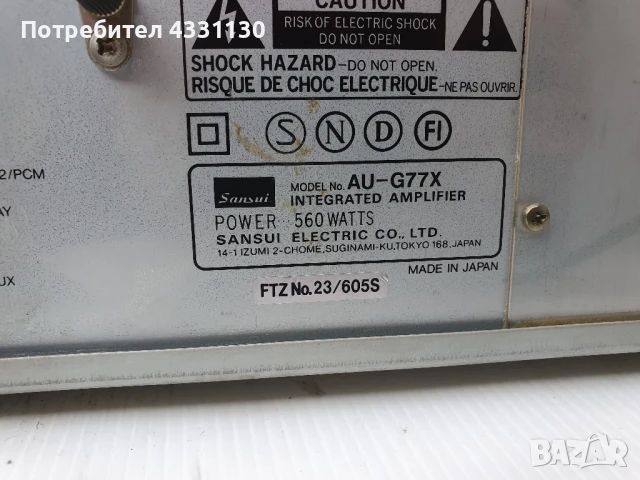 Потребител 4331130
CAUTION
RISK OF ELECTRIC SHOCK
DO NOT OPEN
SHOCK HAZARD-DO NOT OPEN.
RISQUE DE CHOC ELECTRIQUE-NE PAS OUVRIR.
S N D FI
2/PCM
AY
UX
Sansui
MODEL No. AU-G77X
INTEGRATED AMPLIFIER
POWER 560WATTS
SANSUI ELECTRIC CO., LTD.
14-1 IZUMI 2-CHOME, SUGINAMI-KU, TOKYO 168, JAPAN
MADE IN JAPAN
FTZ No. 23/605S
BAZAR